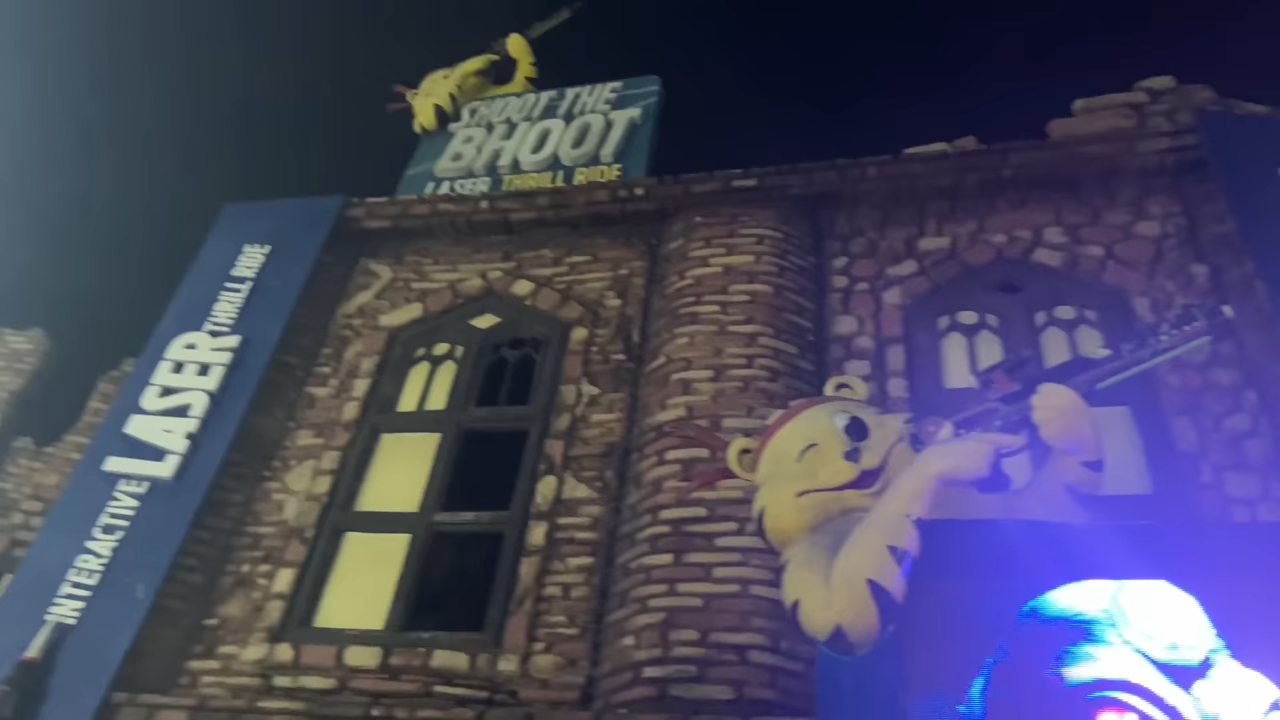 SHOOT THE
BHOOT
LASER THRILL RIDE
INTERACTIVE LASER THRILL RIDE